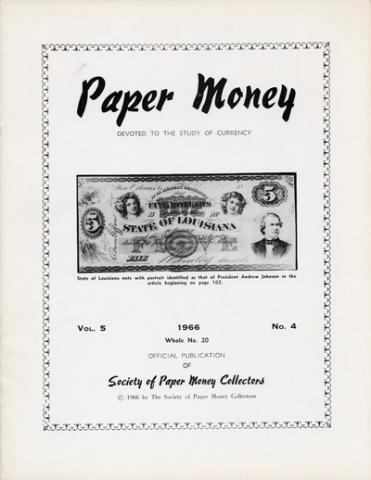 Paper Money
DEVOTED TO THE STUDY OF CURRENCY
5
FIVE DOLLARS
STATE OF LOUISIANA
5
FIVE
State of Louisiana note with portrait identified as that of President Andrew Johnson in the
article beginning on page 103.
VOL. 5 1966 No. 4
Whole No. 20
OFFICIAL PUBLICATION
OF
Society of Paper Money Collectors
© 1966 by The Society of Paper Money Collectors